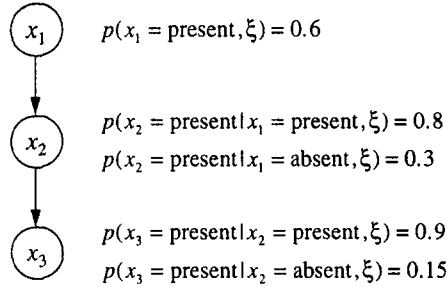 x₁ p(x₁ = present, ξ) = 0.6
x₂ p(x₂ = present|x₁ = present, ξ) = 0.8
p(x₂ = present|x₁ = absent, ξ) = 0.3
x₃ p(x₃ = present|x₂ = present, ξ) = 0.9
p(x₃ = present|x₂ = absent, ξ) = 0.15